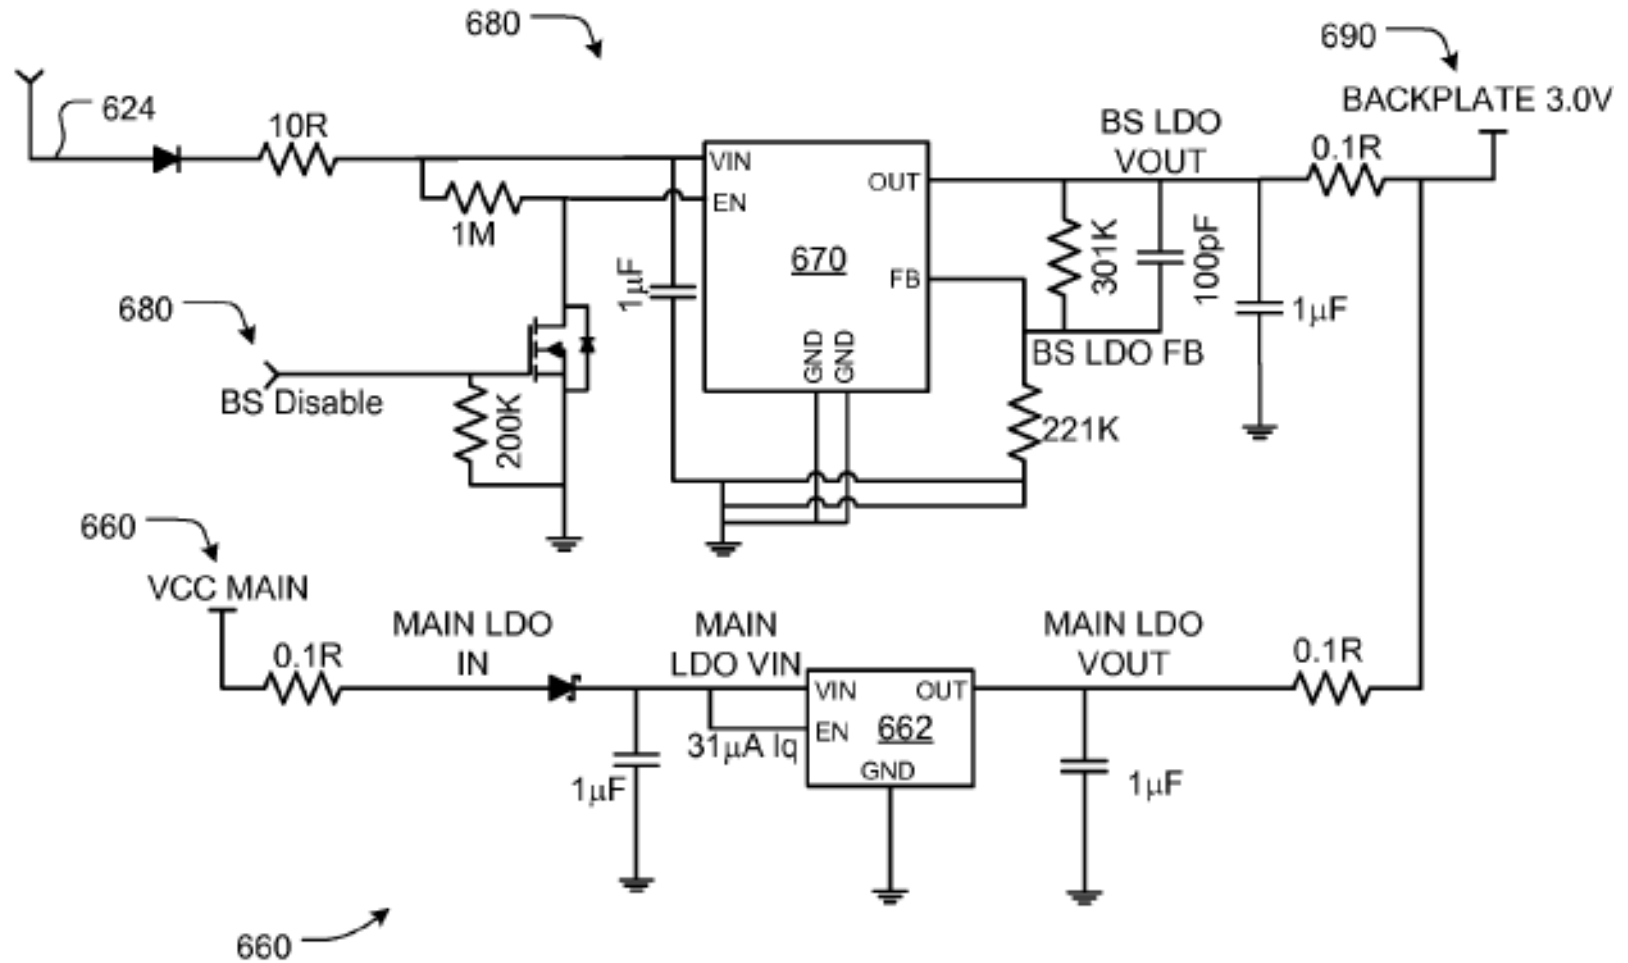 680
690
624
BACKPLATE 3.0V
10R
BS LDO
VOUT
0.1R
VIN
OUT
EN
1M
670
301K
100pF
1µF
FB
1µF
680
GND
GND
BS LDO FB
BS Disable
200K
221K
660
VCC MAIN
MAIN LDO
IN
MAIN
LDO VIN
MAIN LDO
VOUT
0.1R
0.1R
VIN
OUT
EN
662
31µA Iq
GND
1µF
1µF
660